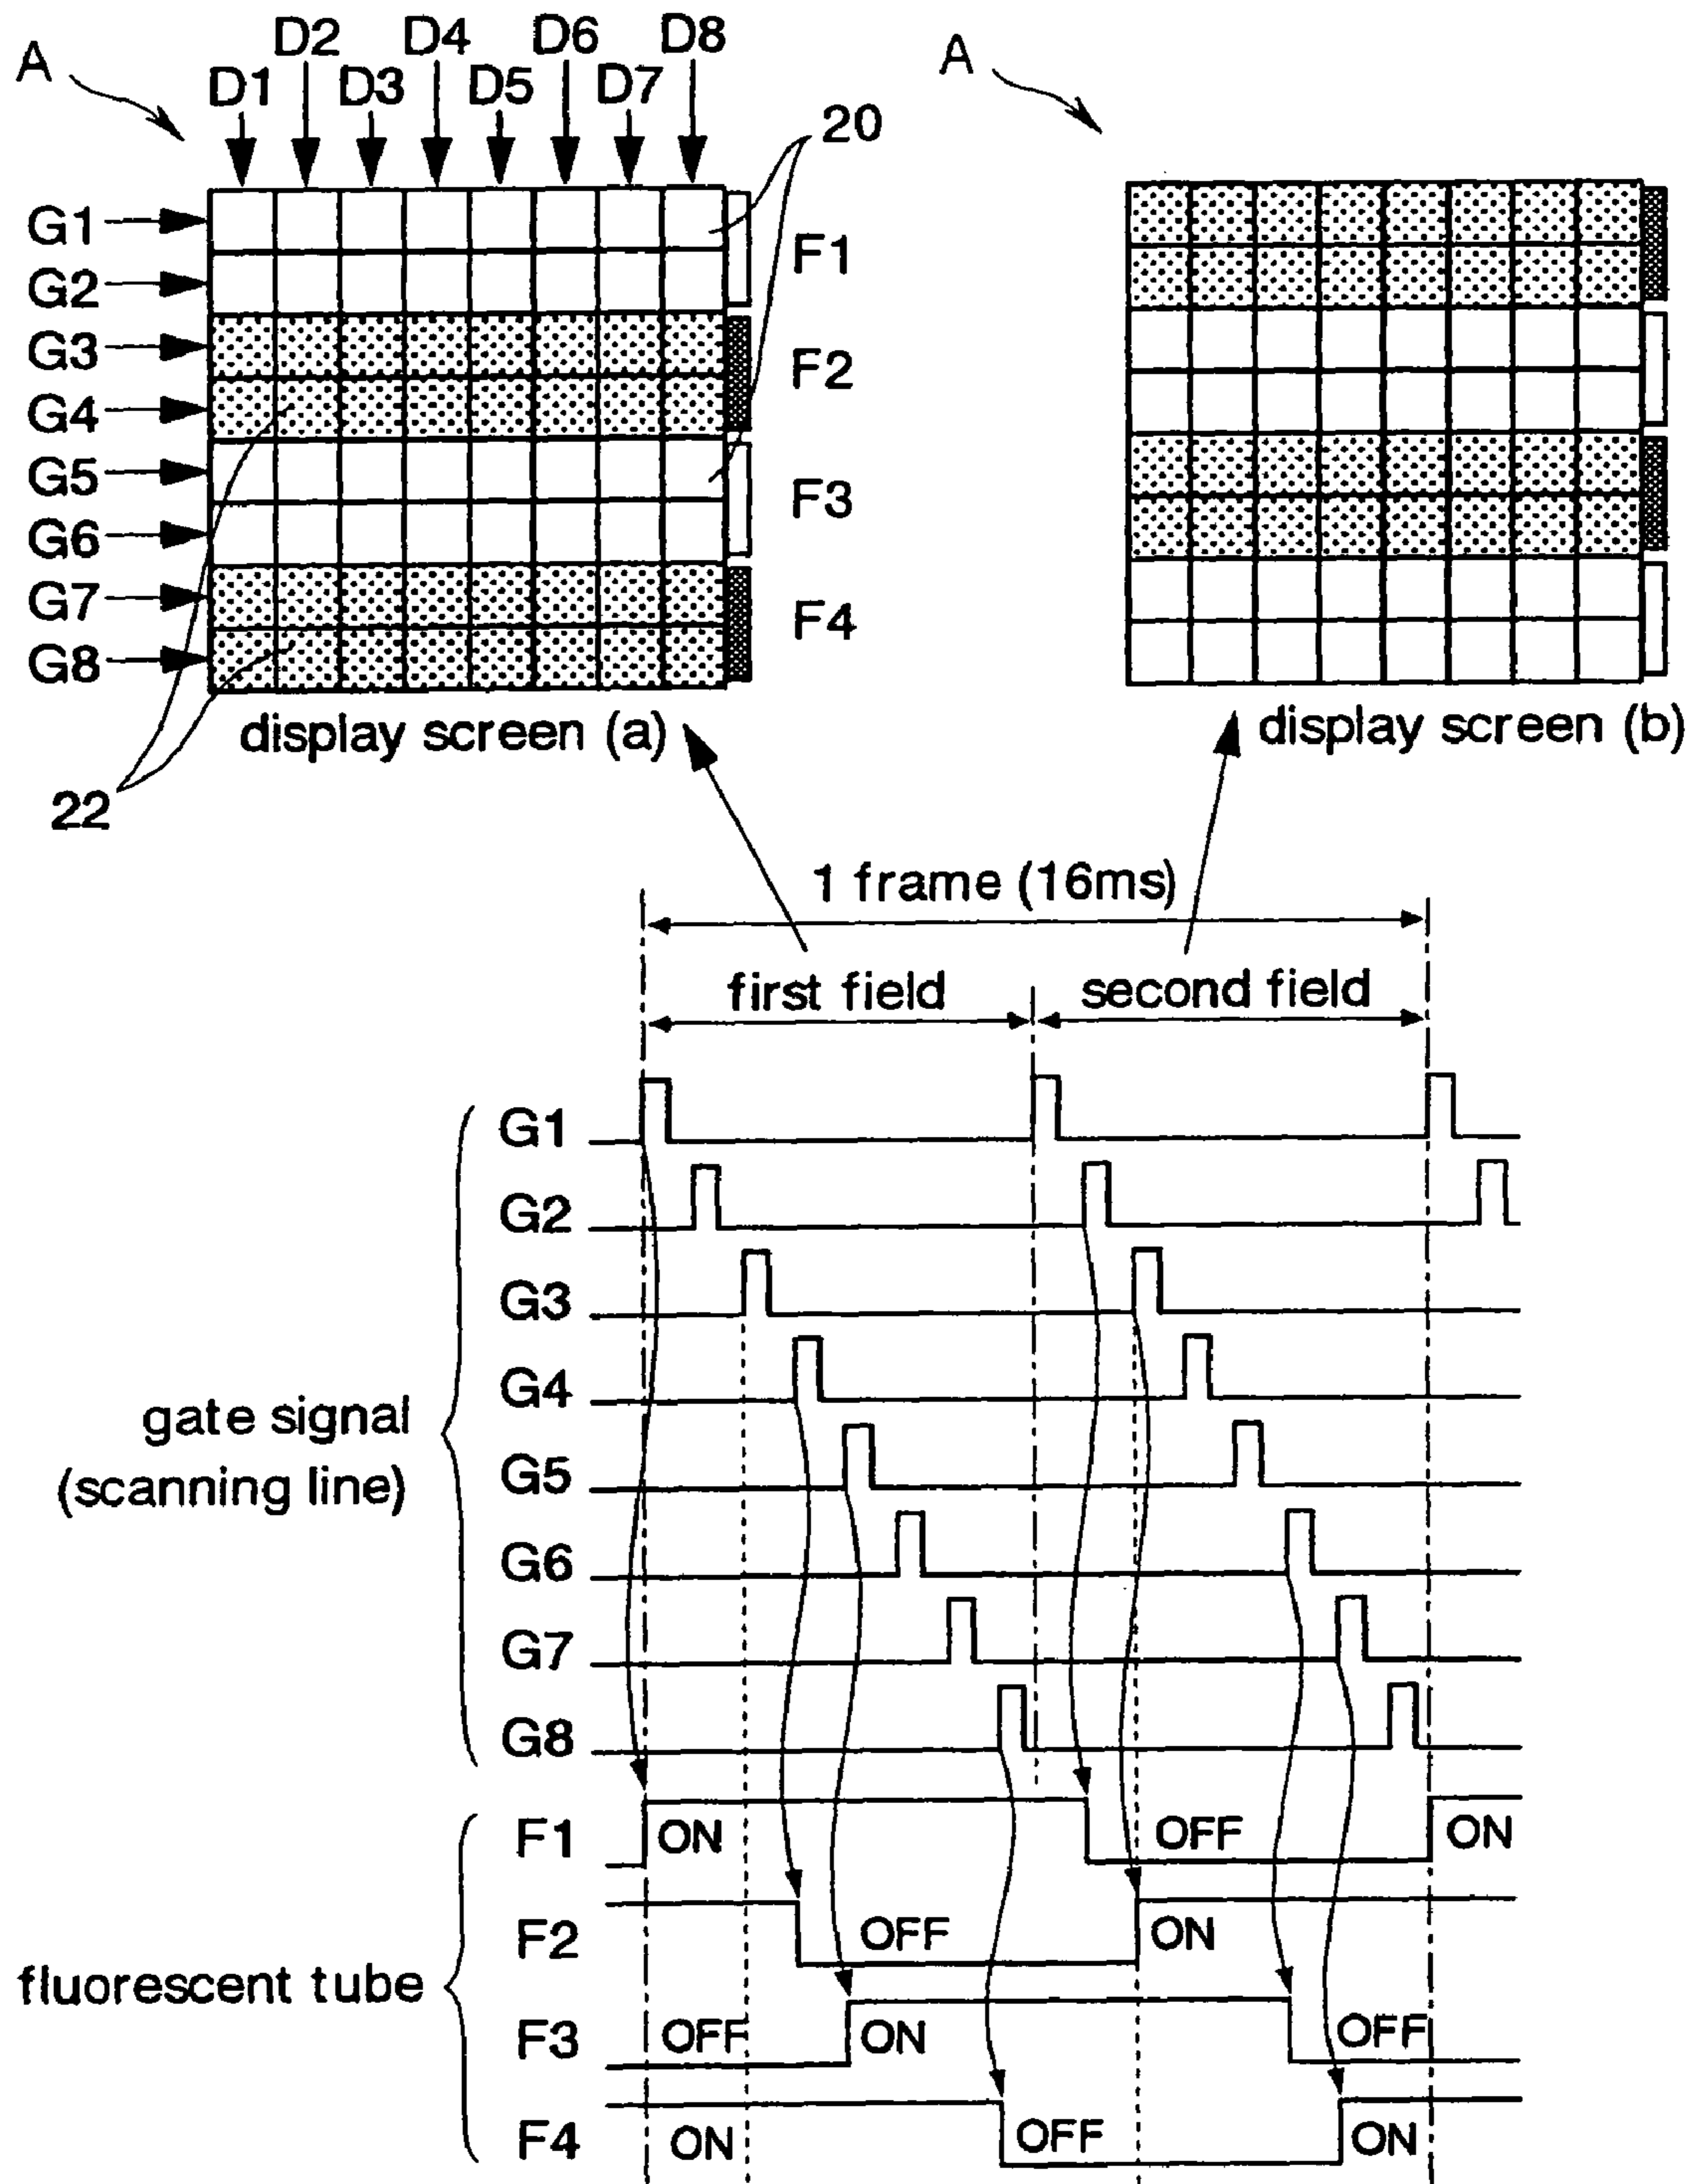 A
D2 D4 D6 D8
D1 D3 D5 D7
20
G1
G2
G3
G4
G5
G6
G7
G8
F1
F2
F3
F4
22
display screen (a)
A
display screen (b)
1 frame (16ms)
first field
second field
gate signal
(scanning line)
G1
G2
G3
G4
G5
G6
G7
G8
fluorescent tube
F1 ON OFF ON
F2 OFF ON
F3 OFF ON OFF
F4 ON OFF ON